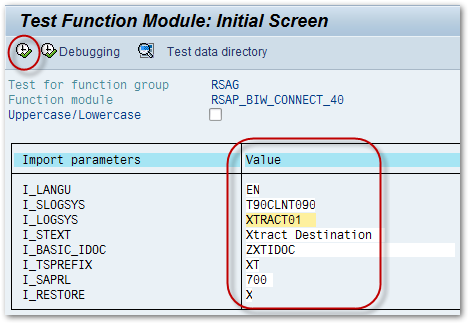 Test Function Module: Initial Screen
Debugging Test data directory
Test for function group RSAG
Function module RSAP_BIW_CONNECT_40
Uppercase/Lowercase
Import parameters Value
I_LANGU EN
I_SLOGSYS T90CLNT090
I_LOGSYS XTRACT01
I_STEXT Xtract Destination
I_BASIC_IDOC ZXTIDOC
I_TSPREFIX XT
I_SAPRL 700
I_RESTORE X